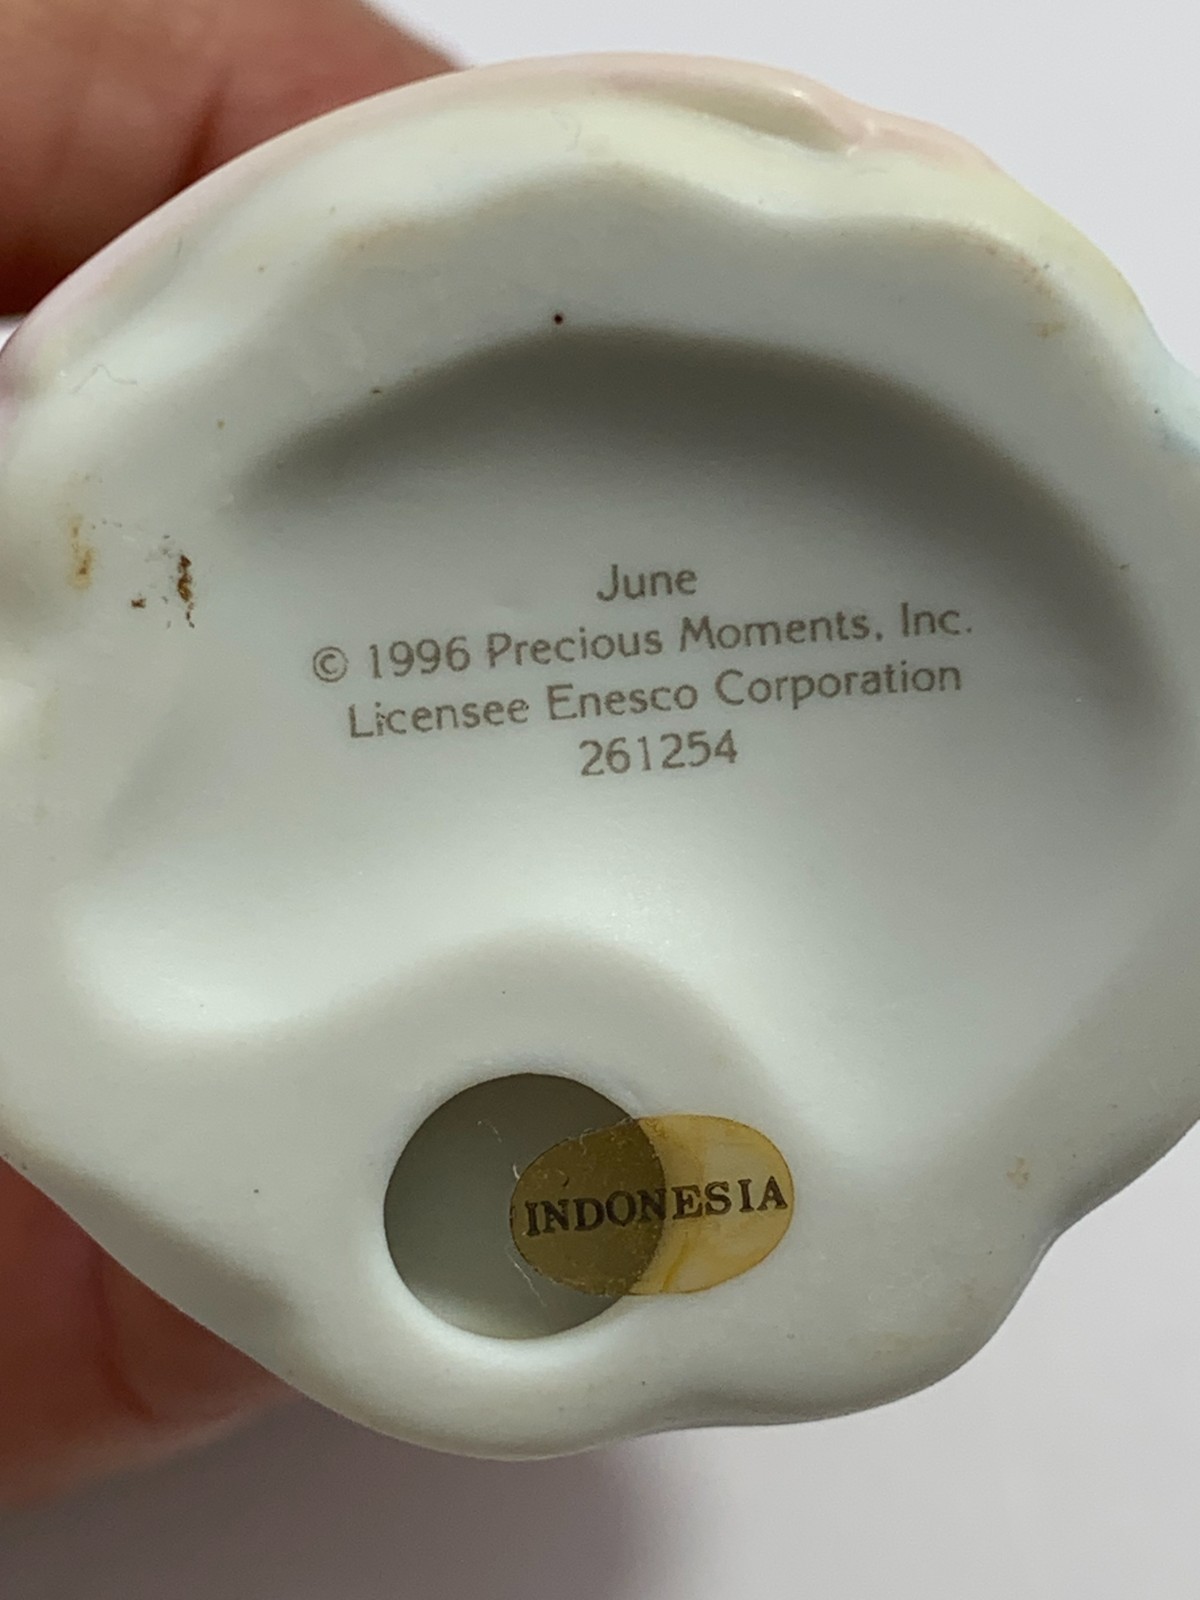 June
© 1996 Precious Moments, Inc.
Licensee Enesco Corporation
261254
INDONESIA